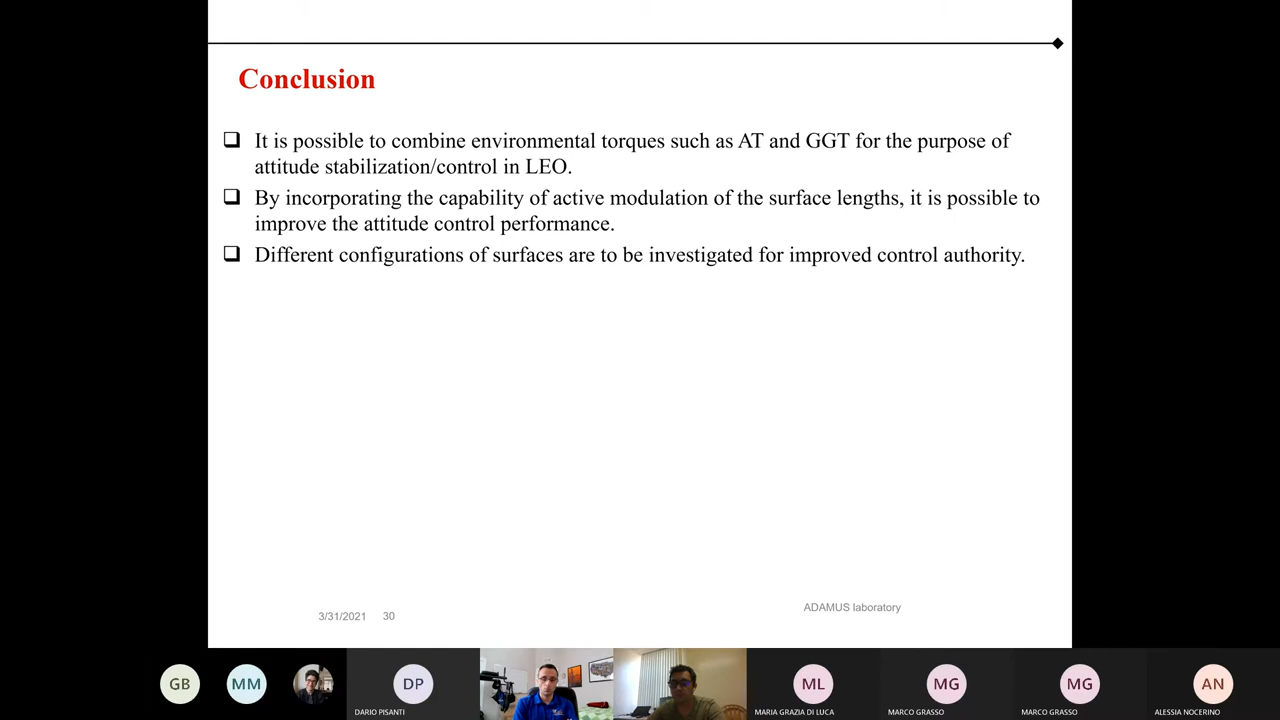 Conclusion
❑ It is possible to combine environmental torques such as AT and GGT for the purpose of
attitude stabilization/control in LEO.
❑ By incorporating the capability of active modulation of the surface lengths, it is possible to
improve the attitude control performance.
❑ Different configurations of surfaces are to be investigated for improved control authority.
3/31/2021 30
ADAMUS laboratory
GB MM DP ML MG MG AN
DARIO PISANTI MARIA GRAZIA DI LUCA MARCO GRASSO MARCO GRASSO ALESSIA NOCERINO